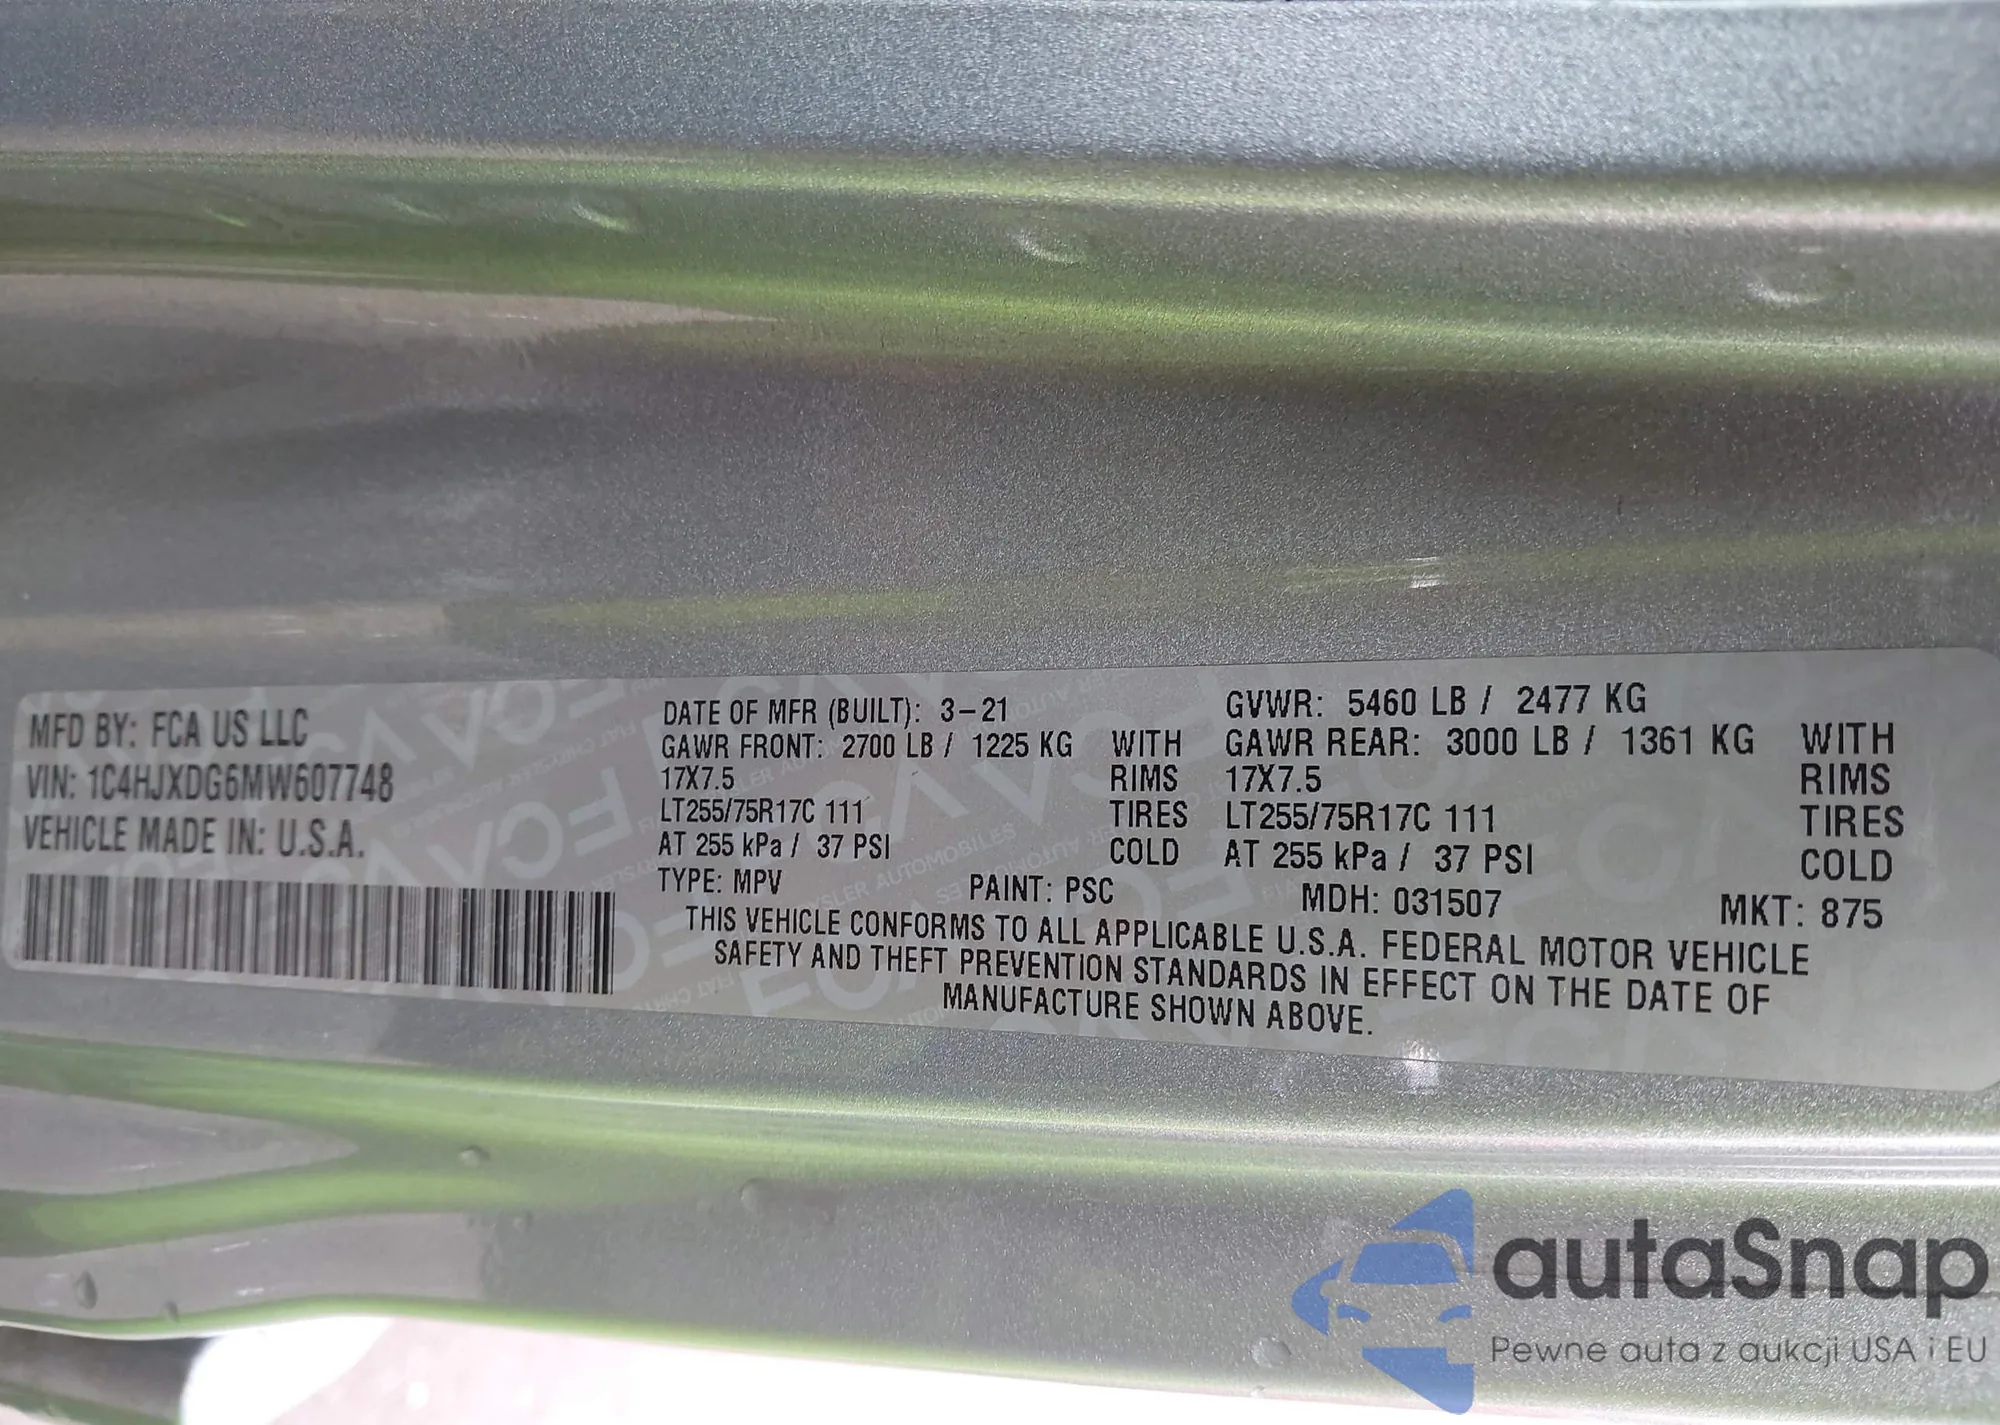 MFD BY: FCA US LLC
VIN: 1C4HJXDG6MW607748
VEHICLE MADE IN: U.S.A.
DATE OF MFR (BUILT): 3-21 GVWR: 5460 LB / 2477 KG
GAWR FRONT: 2700 LB / 1225 KG WITH GAWR REAR: 3000 LB / 1361 KG WITH
17X7.5 RIMS 17X7.5 RIMS
LT255/75R17C 111 TIRES LT255/75R17C 111 TIRES
AT 255 kPa / 37 PSI COLD AT 255 kPa / 37 PSI COLD
TYPE: MPV PAINT: PSC MDH: 031507 MKT: 875
THIS VEHICLE CONFORMS TO ALL APPLICABLE U.S.A. FEDERAL MOTOR VEHICLE
SAFETY AND THEFT PREVENTION STANDARDS IN EFFECT ON THE DATE OF
MANUFACTURE SHOWN ABOVE.
autaSnap
Pewne auta z aukcji USA i EU